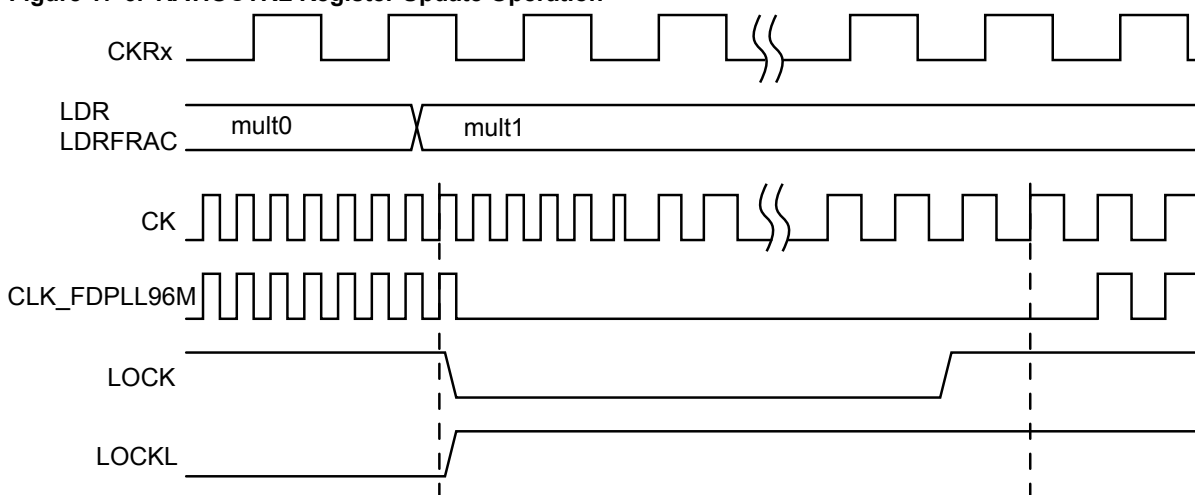 CKRx
LDR
LDRFRAC
mult0
mult1
CK
CLK_FDPLL96M
LOCK
LOCKL